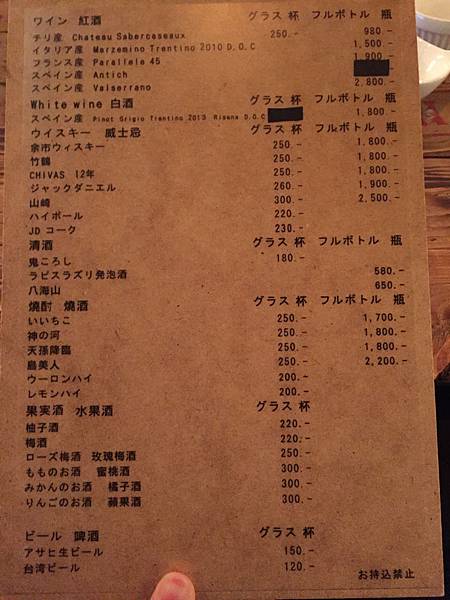 ワイン 紅酒 グラス 杯 フルボトル 瓶
チリ産 Chateau Sabercaseaux 250.- 980.-
イタリア産 Marzemino Trentino 2010 D.O.C 1,500.-
フランス産 Parallele 45 1,900.-
スペイン産 Antich
スペイン産 Valserrano 2,800.-
White wine 白酒 グラス 杯 フルボトル 瓶
スペイン産 Pinot Grigio Trentino 2013 Risena D.O.C 1,800.-
ウイスキー 威士忌 グラス 杯 フルボトル 瓶
余市ウィスキー 250.- 1,800.-
竹鶴 250.- 1,800.-
CHIVAS 12年 250.- 1,800.-
ジャックダニエル 260.- 1,900.-
山崎 300.- 2,500.-
ハイボール 220.-
JD コーク 230.-
清酒 グラス 杯 フルボトル 瓶
鬼ころし 180.-
ラピスラズリ発泡酒 580.-
八海山 650.-
焼酎 燒酒 グラス 杯 フルボトル 瓶
いいちこ 250.- 1,700.-
神の河 250.- 1,800.-
天孫降臨 250.- 1,800.-
島美人 250.- 2,200.-
ウーロンハイ 200.-
レモンハイ 200.-
果実酒 水果酒 グラス 杯
柚子酒 220.-
梅酒 220.-
ローズ梅酒 玫瑰梅酒 250.-
もものお酒 蜜桃酒 300.-
みかんのお酒 橘子酒 300.-
りんごのお酒 蘋果酒 300.-
ビール 啤酒 グラス 杯
アサヒ生ビール 150.-
台湾ビール 120.-
お持込禁止